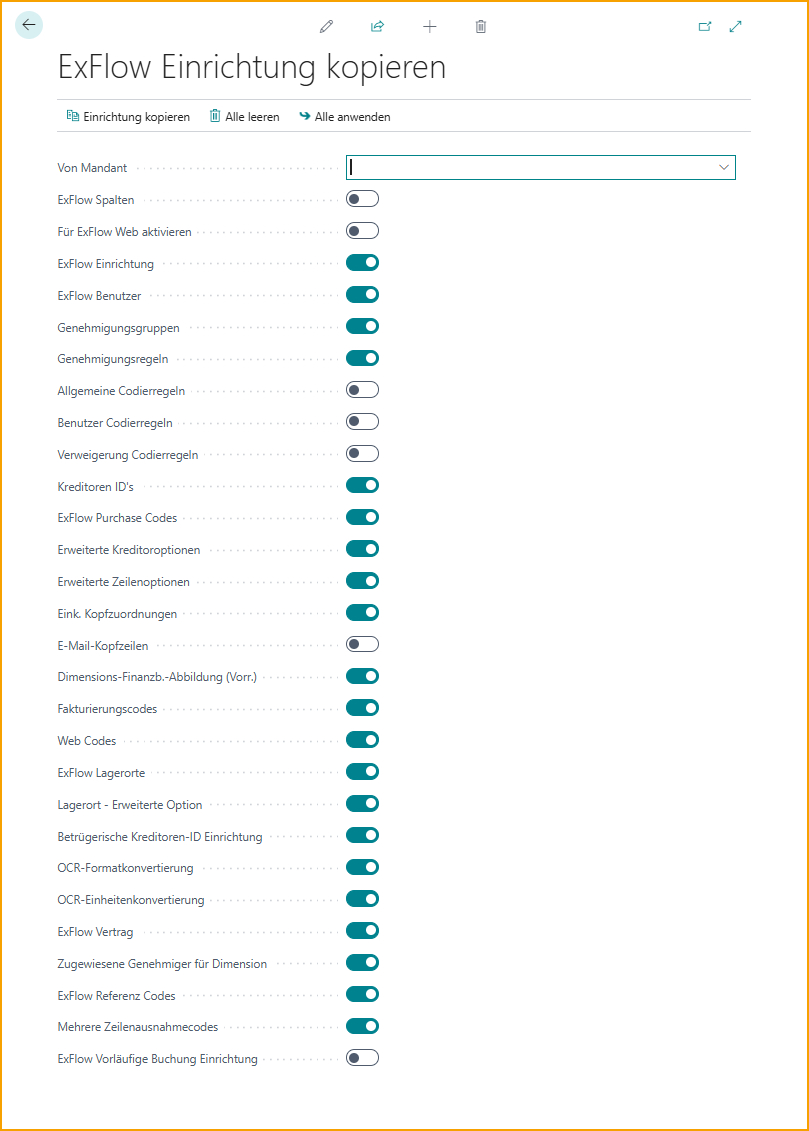 ExFlow Einrichtung kopieren
Einrichtung kopieren Alle leeren Alle anwenden
Von Mandant
ExFlow Spalten
Für ExFlow Web aktivieren
ExFlow Einrichtung
ExFlow Benutzer
Genehmigungsgruppen
Genehmigungsregeln
Allgemeine Codierregeln
Benutzer Codierregeln
Verweigerung Codierregeln
Kreditoren ID's
ExFlow Purchase Codes
Erweiterte Kreditoroptionen
Erweiterte Zeilenoptionen
Eink. Kopfzuordnungen
E-Mail-Kopfzeilen
Dimensions-Finanzb.-Abbildung (Vorr.)
Fakturierungscodes
Web Codes
ExFlow Lagerorte
Lagerort - Erweiterte Option
Betrügerische Kreditoren-ID Einrichtung
OCR-Formatkonvertierung
OCR-Einheitenkonvertierung
ExFlow Vertrag
Zugewiesene Genehmiger für Dimension
ExFlow Referenz Codes
Mehrere Zeilenausnahmecodes
ExFlow Vorläufige Buchung Einrichtung